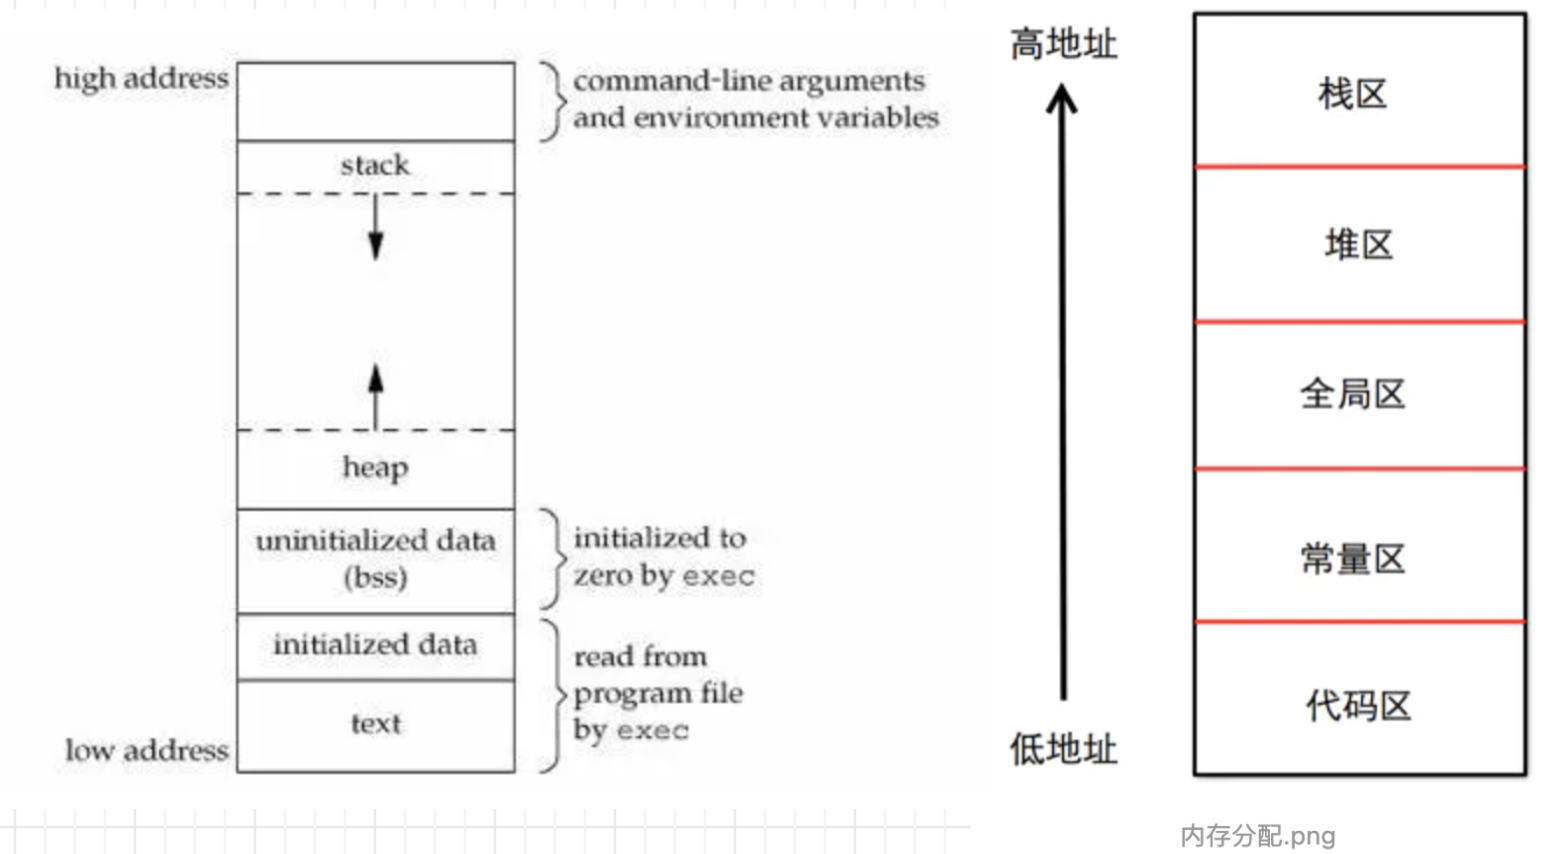 high address
command-line arguments
and environment variables
stack
heap
uninitialized data
(bss)
initialized to
zero by exec
initialized data
read from
program file
by exec
text
low address
高地址
栈区
堆区
全局区
常量区
代码区
低地址
内存分配.png